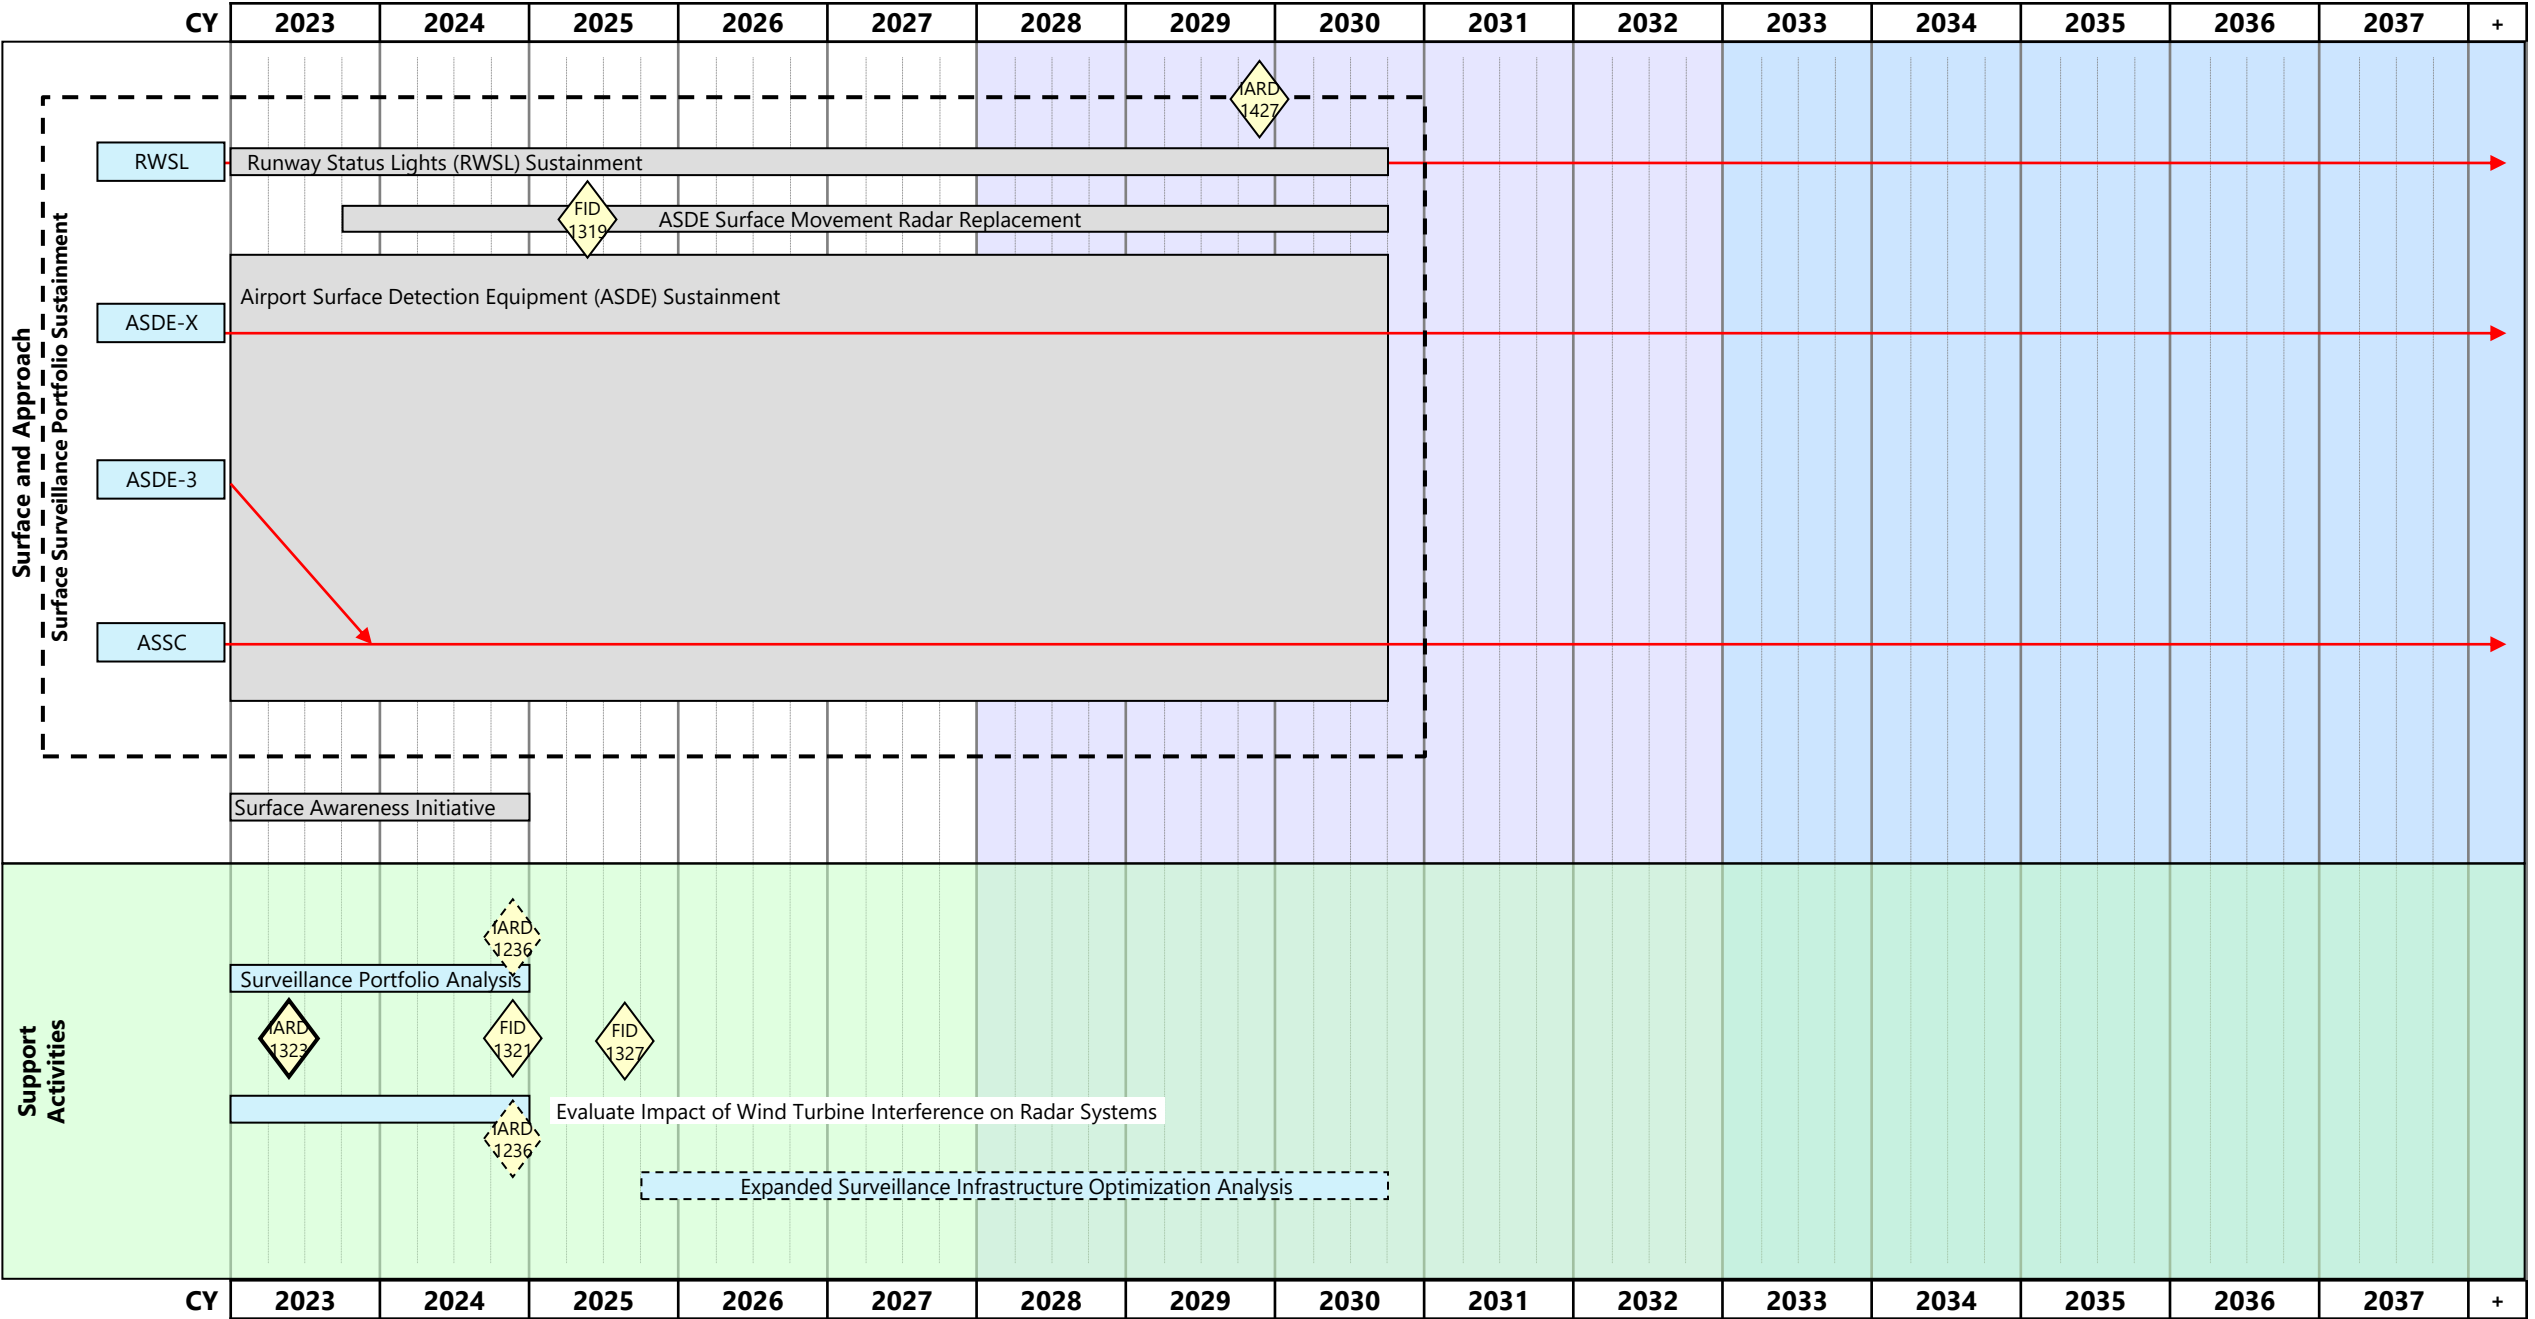 CY 2023 2024 2025 2026 2027 2028 2029 2030 2031 2032 2033 2034 2035 2036 2037 +
Surface and Approach
Surface Surveillance Portfolio Sustainment
IARD
1427
RWSL
Runway Status Lights (RWSL) Sustainment
FID
1319
ASDE Surface Movement Radar Replacement
Airport Surface Detection Equipment (ASDE) Sustainment
ASDE-X
ASDE-3
ASSC
Surface Awareness Initiative
Support
Activities
IARD
1236
Surveillance Portfolio Analysis
IARD
1323
FID
1321
FID
1327
Evaluate Impact of Wind Turbine Interference on Radar Systems
IARD
1236
Expanded Surveillance Infrastructure Optimization Analysis
CY 2023 2024 2025 2026 2027 2028 2029 2030 2031 2032 2033 2034 2035 2036 2037 +